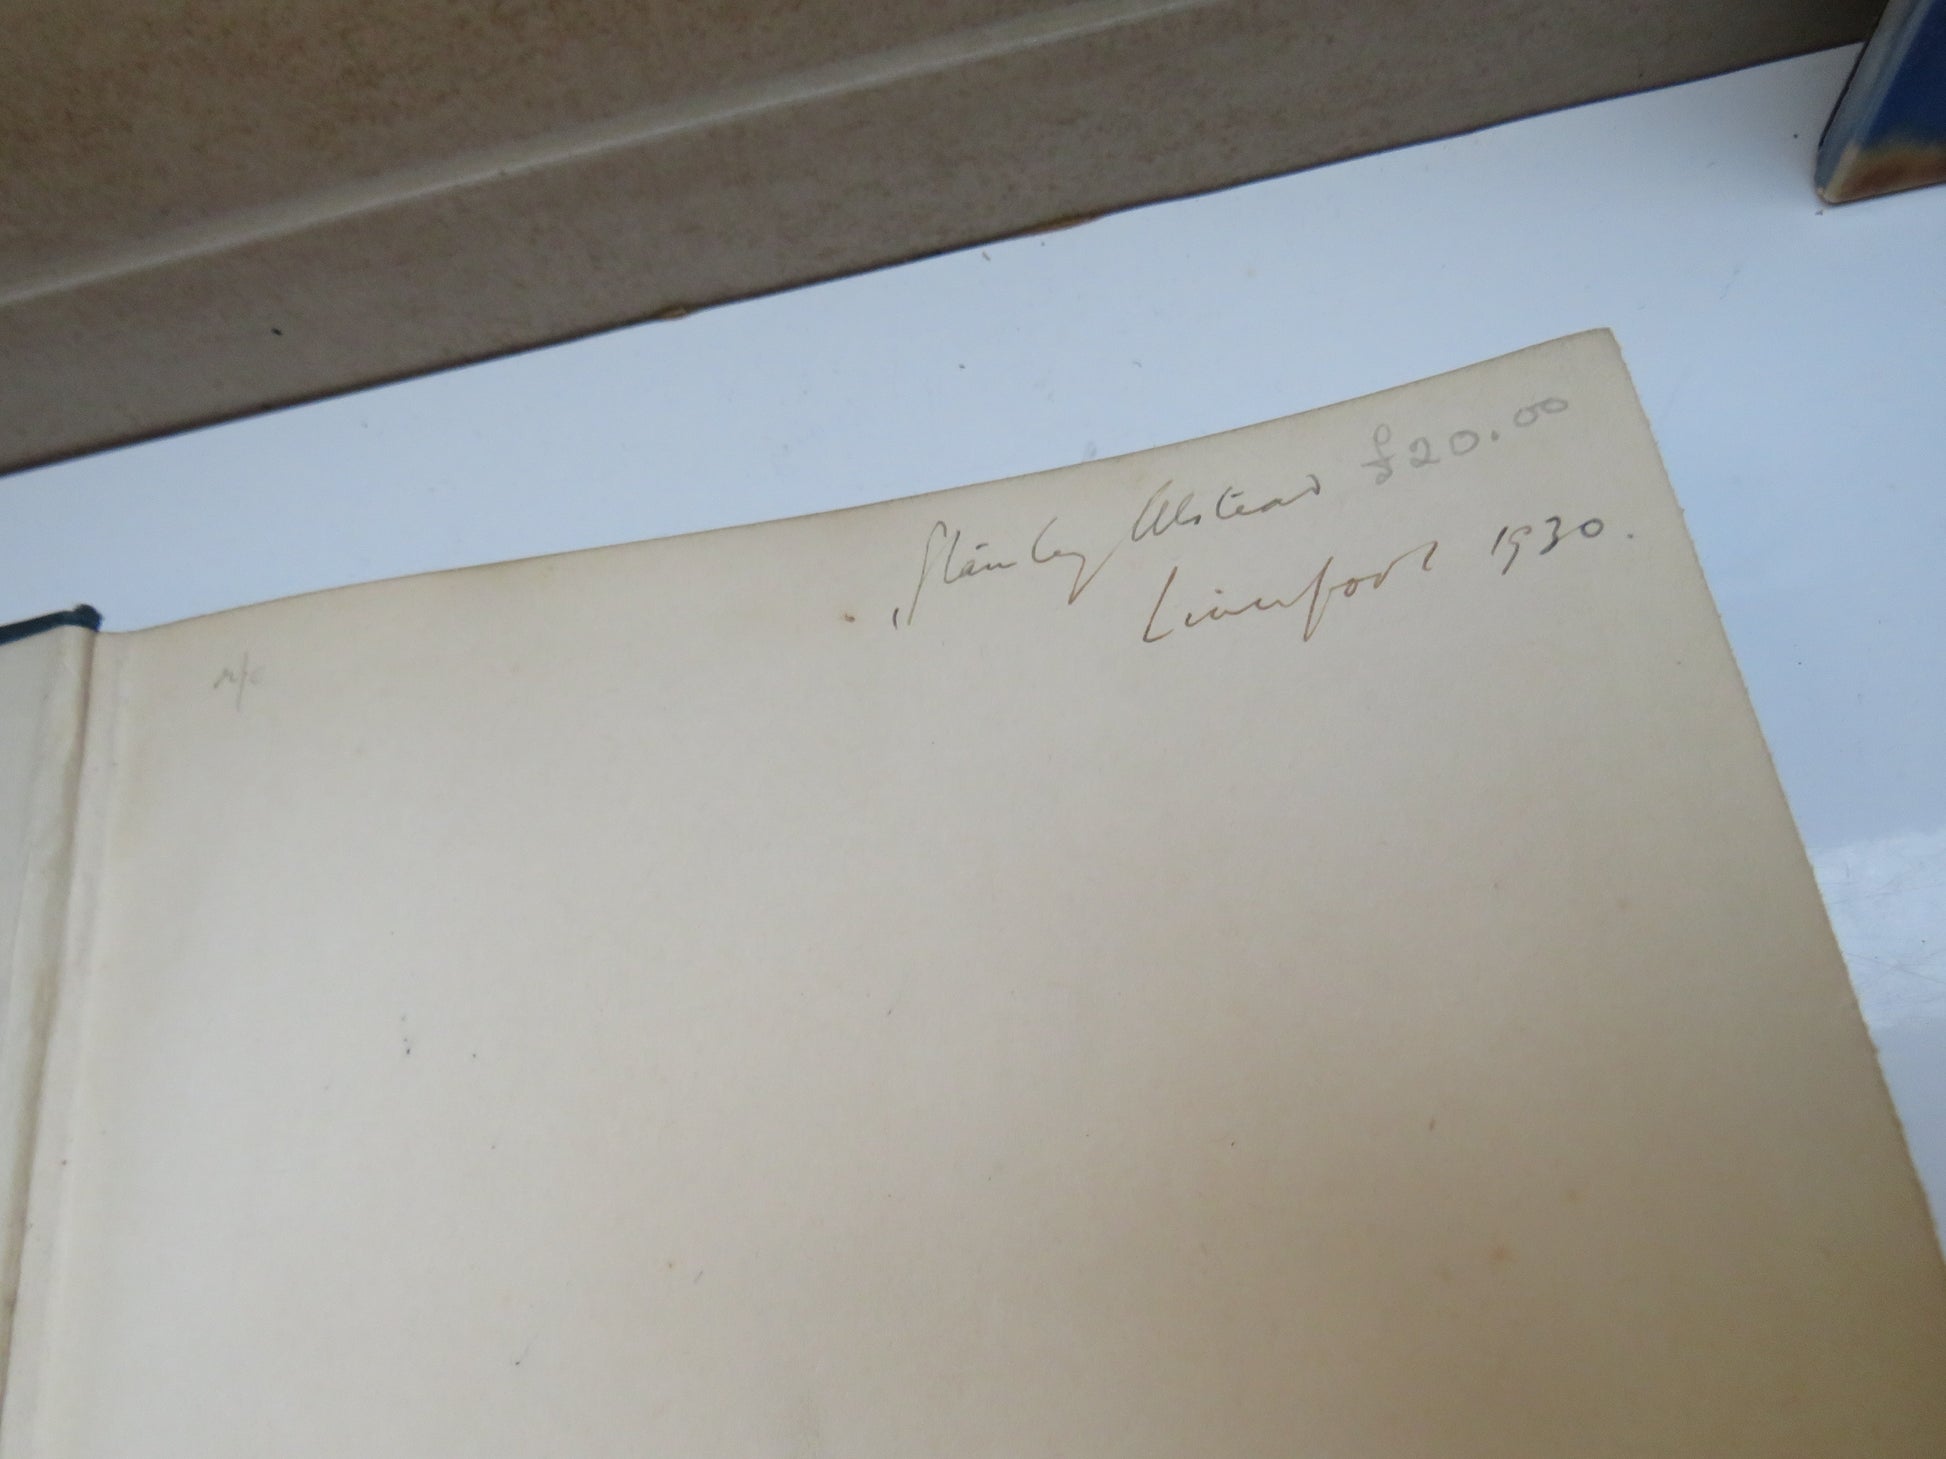 Stanley Alstead £20.00
Liverpool 1930.